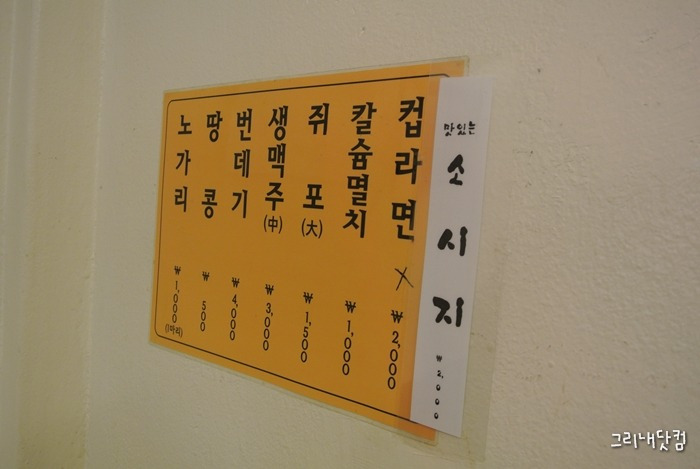 노가리 ₩1,000 (1마리)
땅콩 ₩500
번데기 ₩4,000
생맥주(中) ₩3,000
쥐포(大) ₩1,500
칼슘멸치 ₩1,000
컵라면 X ₩2,000
맛있는 소시지 ₩2,000
그리내닷컴